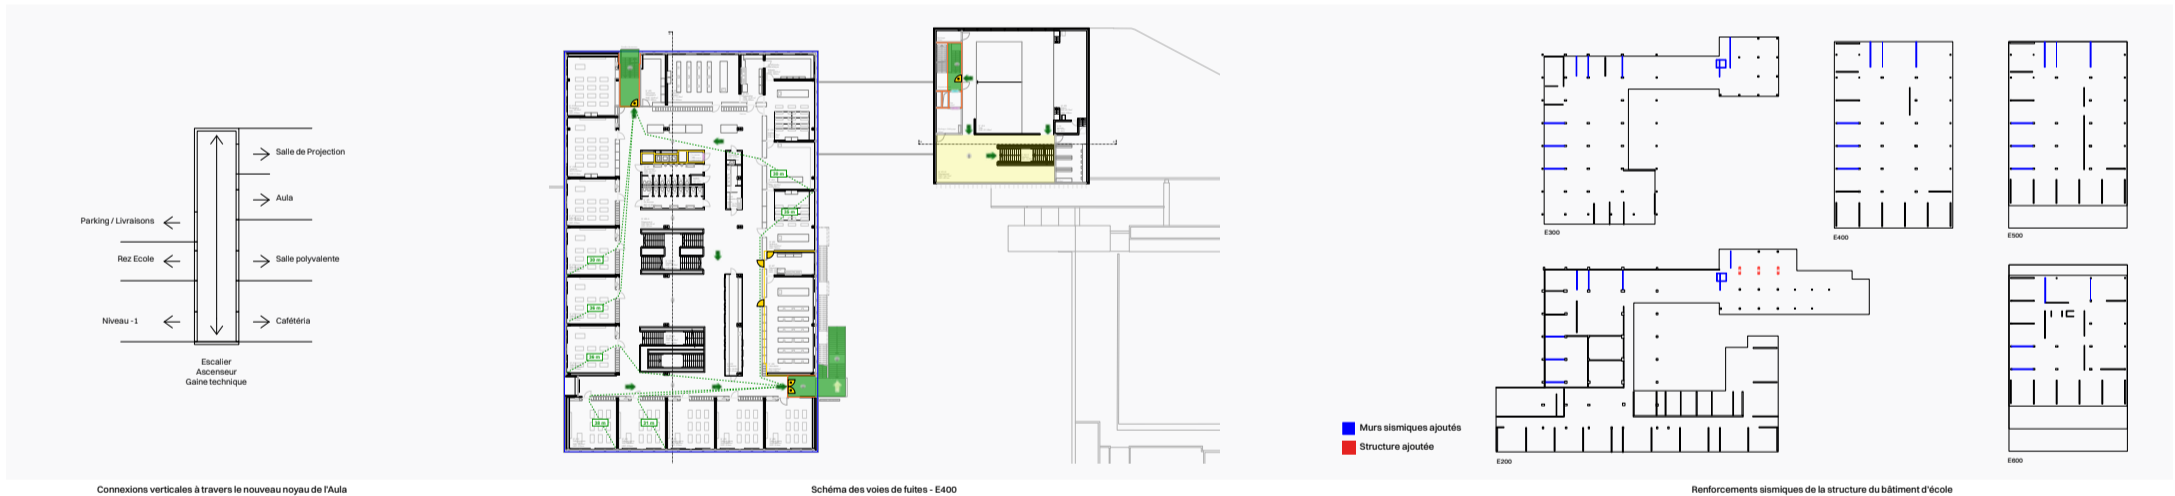 Salle de Projection
Aula
Parking / Livraisons
Rez Ecole
Salle polyvalente
Niveau -1
Cafétéria
Escalier
Ascenseur
Gaine technique
Connexions verticales à travers le nouveau noyau de l'Aula
Schéma des voies de fuites - E400
E300
E400
E500
Murs sismiques ajoutés
Structure ajoutée
E200
E600
Renforcements sismiques de la structure du bâtiment d'école